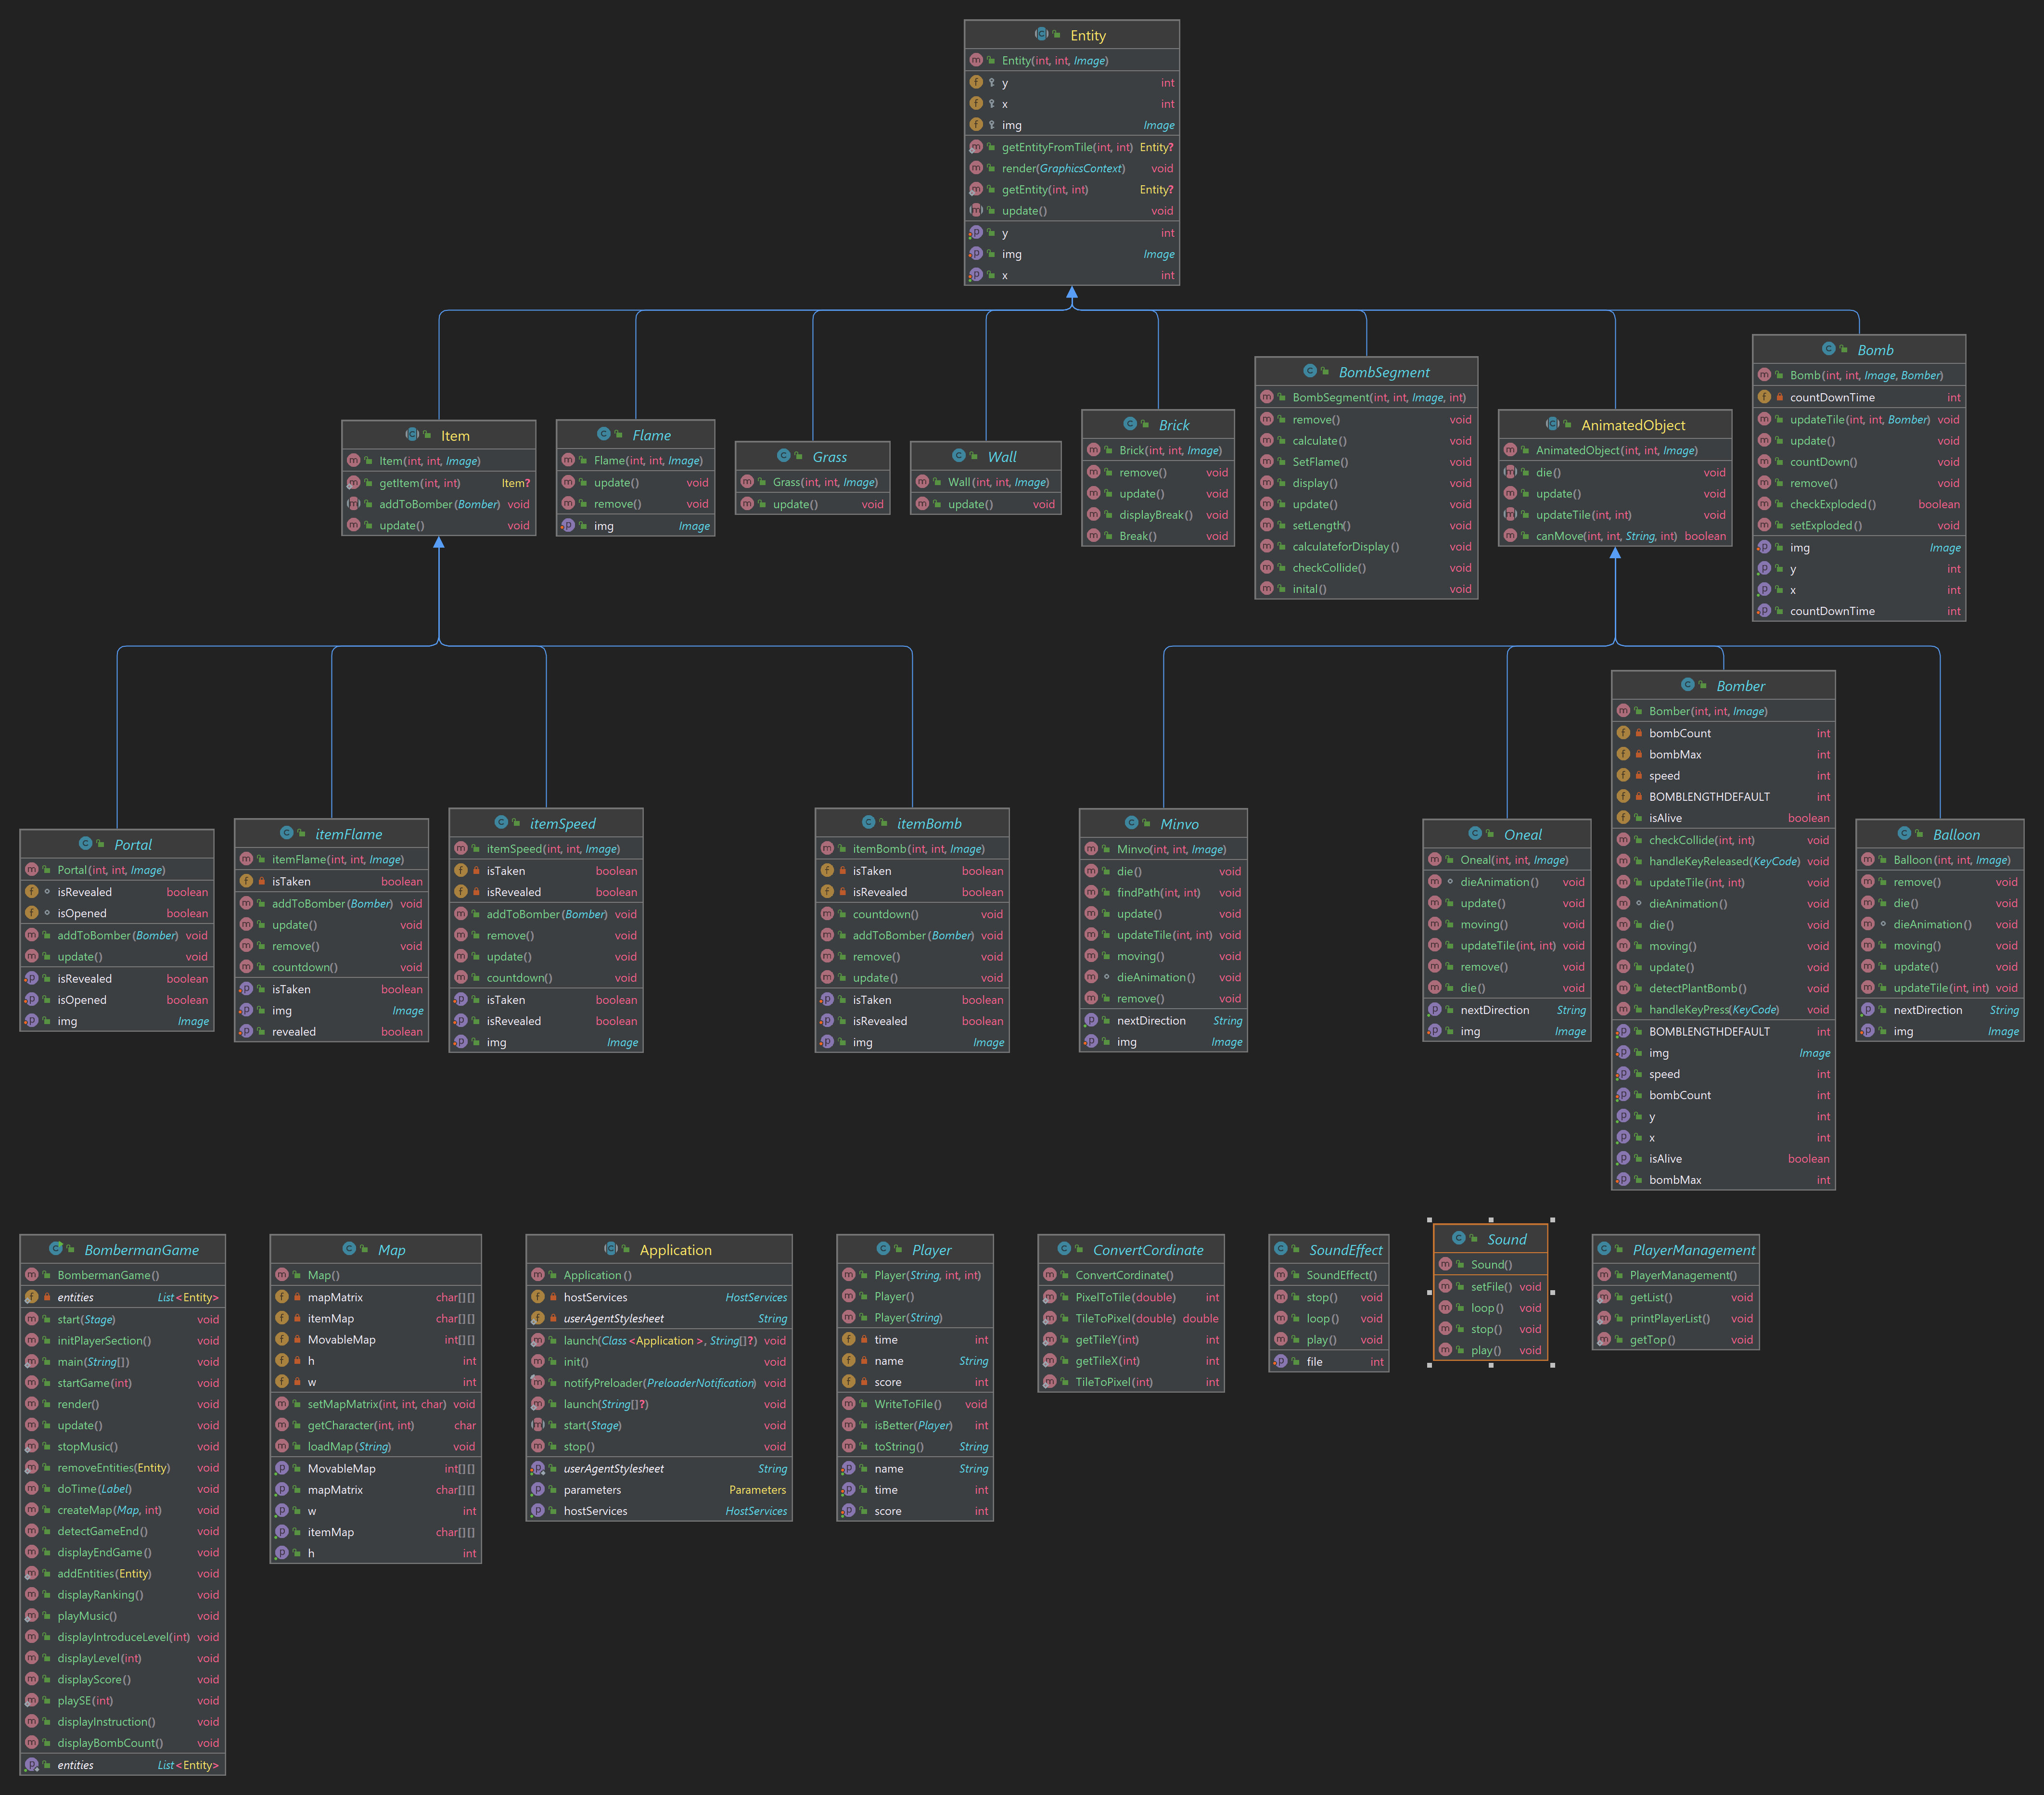 Entity
Entity(int, int, Image)
y int
x int
img Image
getEntityFromTile(int, int) Entity?
render(GraphicsContext) void
getEntity(int, int) Entity?
update() void
y int
img Image
x int
Item
Item(int, int, Image)
getItem(int, int) Item?
addToBomber(Bomber) void
update() void
Flame
Flame(int, int, Image)
update() void
remove() void
img Image
Grass
Grass(int, int, Image)
update() void
Wall
Wall(int, int, Image)
update() void
Brick
Brick(int, int, Image)
remove() void
update() void
displayBreak() void
Break() void
BombSegment
BombSegment(int, int, Image, int)
remove() void
calculate() void
SetFlame() void
display() void
update() void
setLength() void
calculateforDisplay() void
checkCollide() void
inital() void
AnimatedObject
AnimatedObject(int, int, Image)
die() void
update() void
updateTile(int, int) void
canMove(int, int, String, int) boolean
Bomb
Bomb(int, int, Image, Bomber)
countDownTime int
updateTile(int, int, Bomber) void
update() void
countDown() void
remove() void
checkExploded() boolean
setExploded() void
img Image
y int
x int
countDownTime int
Portal
Portal(int, int, Image)
isRevealed boolean
isOpened boolean
addToBomber(Bomber) void
update() void
isRevealed boolean
isOpened boolean
img Image
itemFlame
itemFlame(int, int, Image)
isTaken boolean
addToBomber(Bomber) void
update() void
remove() void
countdown() void
isTaken boolean
img Image
revealed boolean
itemSpeed
itemSpeed(int, int, Image)
isTaken boolean
isRevealed boolean
addToBomber(Bomber) void
remove() void
update() void
countdown() void
isTaken boolean
isRevealed boolean
img Image
itemBomb
itemBomb(int, int, Image)
isTaken boolean
isRevealed boolean
countdown() void
addToBomber(Bomber) void
remove() void
update() void
isTaken boolean
isRevealed boolean
img Image
Minvo
Minvo(int, int, Image)
die() void
findPath(int, int) void
update() void
updateTile(int, int) void
moving() void
dieAnimation() void
remove() void
nextDirection String
img Image
Oneal
Oneal(int, int, Image)
dieAnimation() void
update() void
moving() void
updateTile(int, int) void
remove() void
die() void
nextDirection String
img Image
Bomber
Bomber(int, int, Image)
bombCount int
bombMax int
speed int
BOMBLENGTHDEFAULT int
isAlive boolean
checkCollide(int, int) void
handleKeyReleased(KeyCode) void
updateTile(int, int) void
dieAnimation() void
die() void
moving() void
update() void
detectPlantBomb() void
handleKeyPress(KeyCode) void
BOMBLENGTHDEFAULT int
img Image
speed int
bombCount int
y int
x int
isAlive boolean
bombMax int
Balloon
Balloon(int, int, Image)
remove() void
die() void
dieAnimation() void
moving() void
update() void
updateTile(int, int) void
nextDirection String
img Image
BombermanGame
BombermanGame()
entities List<Entity>
start(Stage) void
initPlayerSection() void
main(String[]) void
startGame(int) void
render() void
update() void
stopMusic() void
removeEntities(Entity) void
doTime(Label) void
createMap(Map, int) void
detectGameEnd() void
displayEndGame() void
addEntities(Entity) void
displayRanking() void
playMusic() void
displayIntroduceLevel(int) void
displayLevel(int) void
displayScore() void
playSE(int) void
displayInstruction() void
displayBombCount() void
entities List<Entity>
Map
Map()
mapMatrix char[][]
itemMap char[][]
MovableMap int[][]
h int
w int
setMapMatrix(int, int, char) void
getCharacter(int, int) char
loadMap(String) void
MovableMap int[][]
mapMatrix char[][]
w int
itemMap char[][]
h int
Application
Application()
hostServices HostServices
userAgentStylesheet String
launch(Class<Application>, String[]?) void
init() void
notifyPreloader(PreloaderNotification) void
launch(String[]?) void
start(Stage) void
stop() void
userAgentStylesheet String
parameters Parameters
hostServices HostServices
Player
Player(String, int, int)
Player()
Player(String)
time int
name String
score int
WriteToFile() void
isBetter(Player) int
toString() String
name String
time int
score int
ConvertCordinate
ConvertCordinate()
PixelToTile(double) int
TileToPixel(double) double
getTileY(int) int
getTileX(int) int
TileToPixel(int) int
SoundEffect
SoundEffect()
stop() void
loop() void
play() void
file int
Sound
Sound()
setFile() void
loop() void
stop() void
play() void
PlayerManagement
PlayerManagement()
getList() void
printPlayerList() void
getTop() void